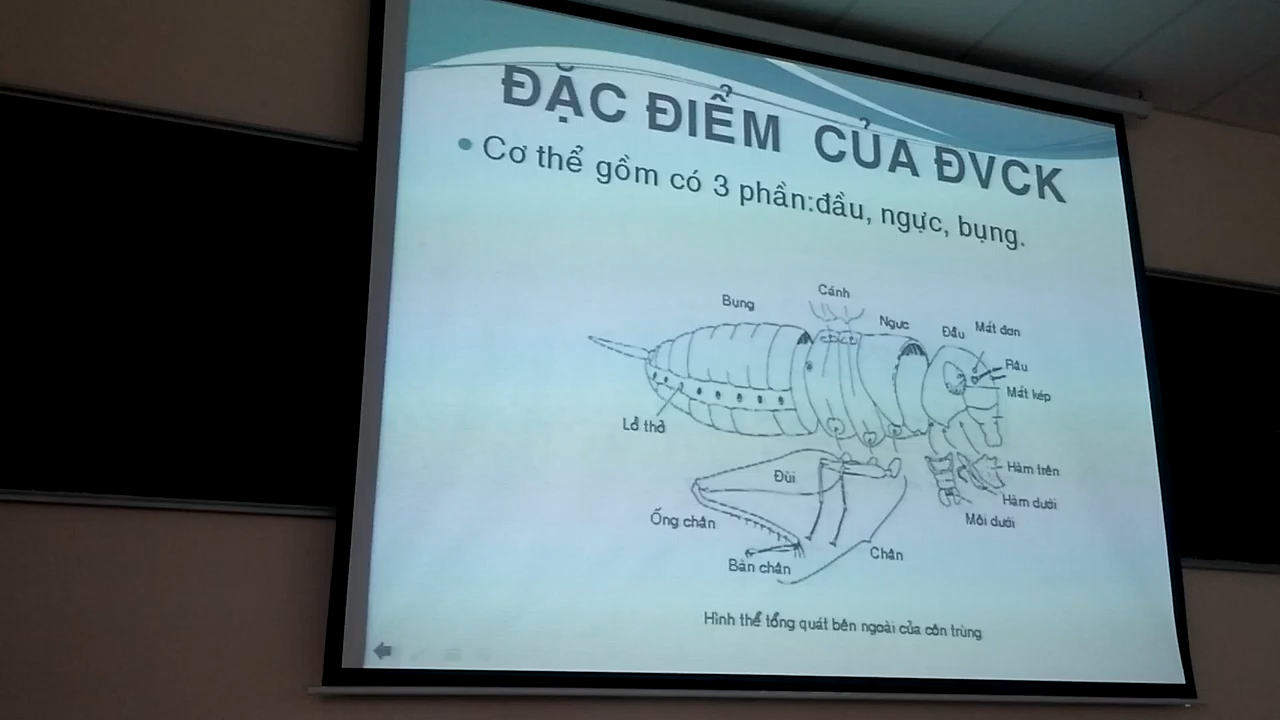 ĐẶC ĐIỂM CỦA ĐVCK
• Cơ thể gồm có 3 phần:đầu, ngực, bụng.
Cánh
Bụng
Ngực
Đầu
Mắt đơn
Râu
Mắt kép
Lỗ thở
Đùi
Hàm trên
Hàm dưới
Môi dưới
Ống chân
Chân
Bàn chân
Hình thể tổng quát bên ngoài của côn trùng